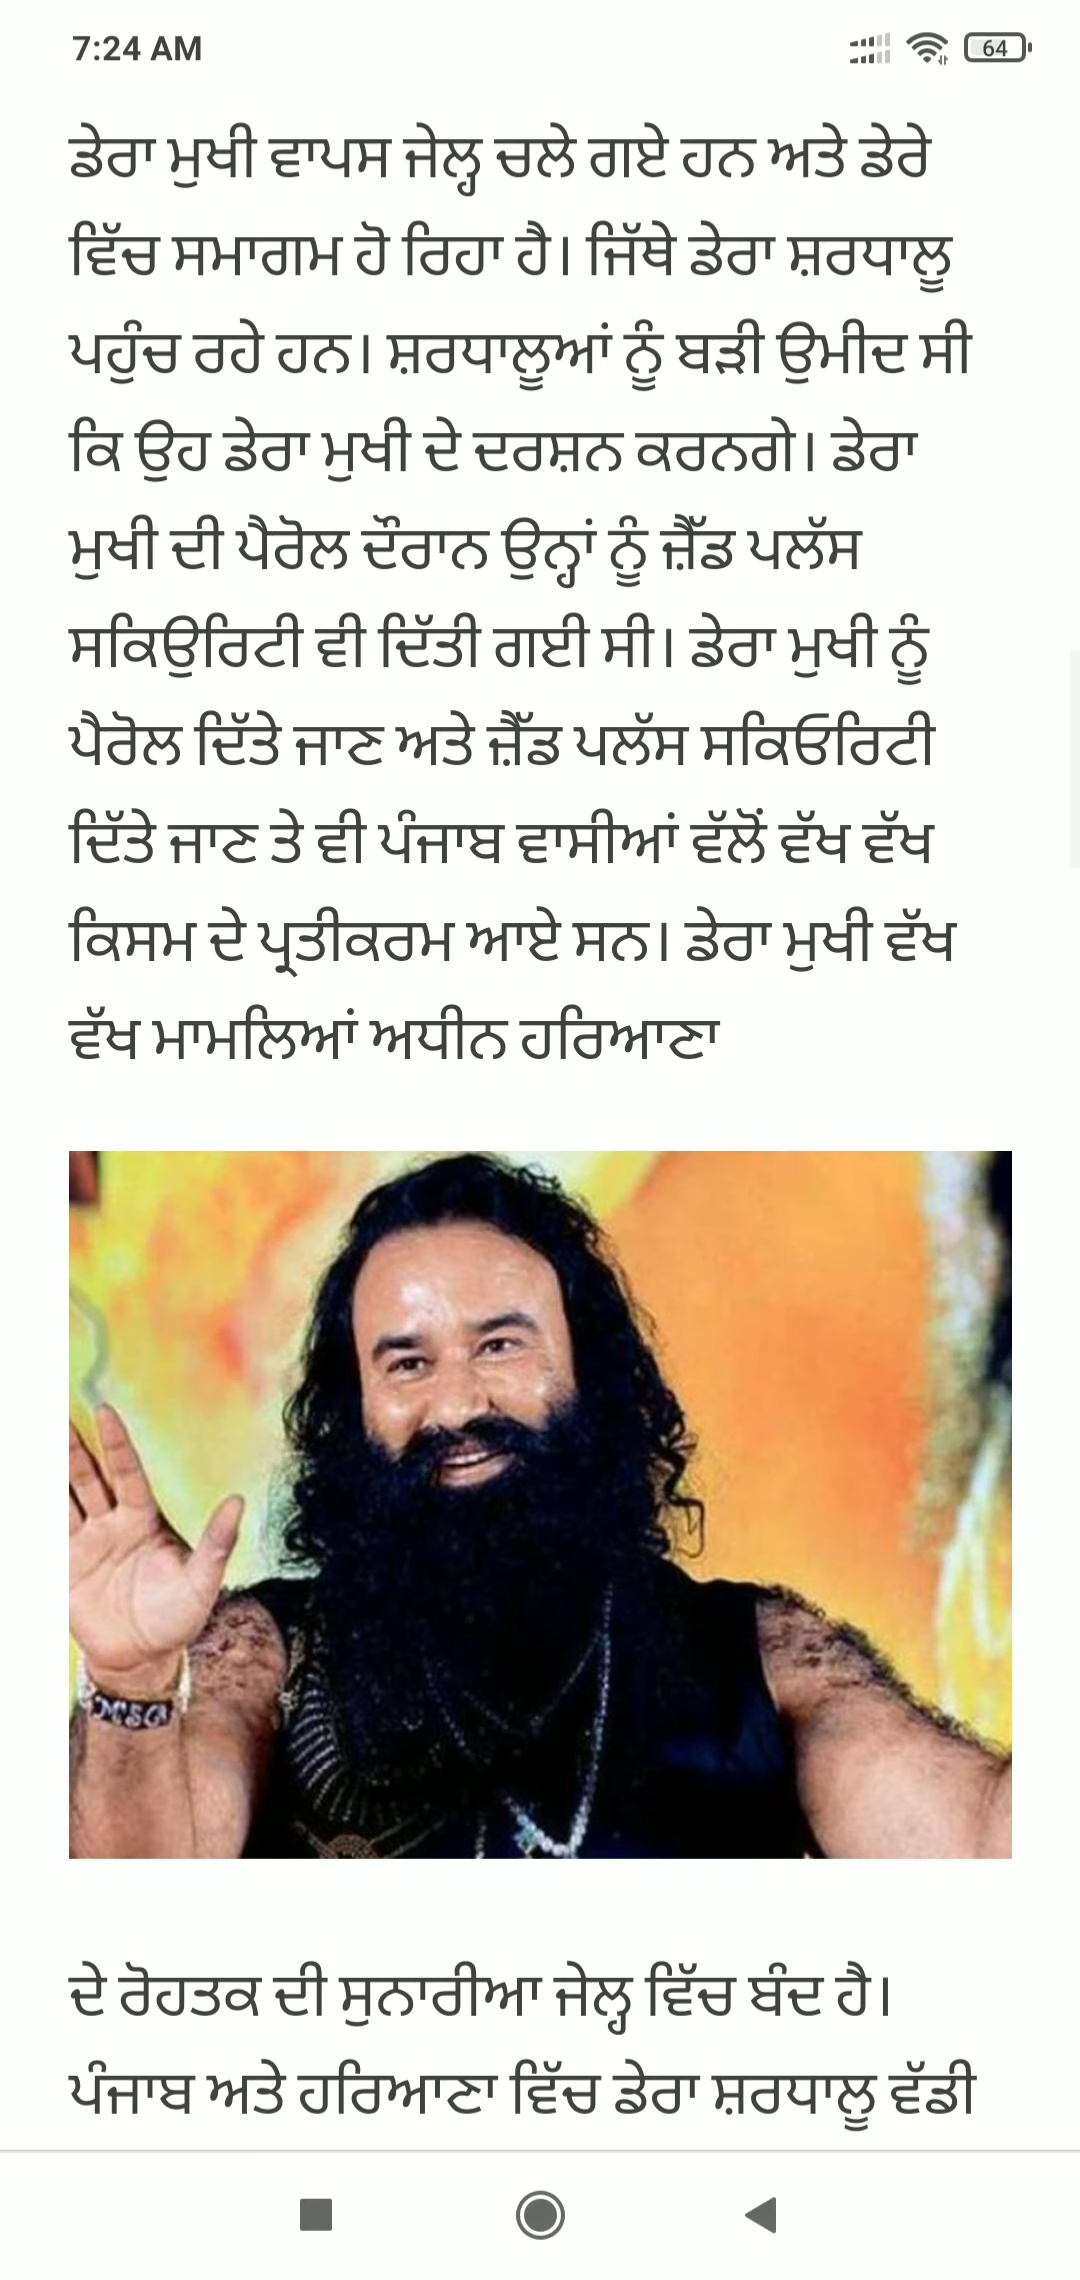 7:24 AM
64
ਡੇਰਾ ਮੁਖੀ ਵਾਪਸ ਜੇਲ੍ਹ ਚਲੇ ਗਏ ਹਨ ਅਤੇ ਡੇਰੇ
ਵਿੱਚ ਸਮਾਗਮ ਹੋ ਰਿਹਾ ਹੈ। ਜਿੱਥੇ ਡੇਰਾ ਸ਼ਰਧਾਲੂ
ਪਹੁੰਚ ਰਹੇ ਹਨ। ਸ਼ਰਧਾਲੂਆਂ ਨੂੰ ਬੜੀ ਉਮੀਦ ਸੀ
ਕਿ ਉਹ ਡੇਰਾ ਮੁਖੀ ਦੇ ਦਰਸ਼ਨ ਕਰਨਗੇ। ਡੇਰਾ
ਮੁਖੀ ਦੀ ਪੈਰੋਲ ਦੌਰਾਨ ਉਨ੍ਹਾਂ ਨੂੰ ਜ਼ੈੱਡ ਪਲੱਸ
ਸਕਿਉਰਿਟੀ ਵੀ ਦਿੱਤੀ ਗਈ ਸੀ। ਡੇਰਾ ਮੁਖੀ ਨੂੰ
ਪੈਰੋਲ ਦਿੱਤੇ ਜਾਣ ਅਤੇ ਜ਼ੈੱਡ ਪਲੱਸ ਸਕਿਓਰਿਟੀ
ਦਿੱਤੇ ਜਾਣ ਤੇ ਵੀ ਪੰਜਾਬ ਵਾਸੀਆਂ ਵੱਲੋਂ ਵੱਖ ਵੱਖ
ਕਿਸਮ ਦੇ ਪ੍ਰਤੀਕਰਮ ਆਏ ਸਨ। ਡੇਰਾ ਮੁਖੀ ਵੱਖ
ਵੱਖ ਮਾਮਲਿਆਂ ਅਧੀਨ ਹਰਿਆਣਾ
MSG
ਦੇ ਰੋਹਤਕ ਦੀ ਸੁਨਾਰੀਆ ਜੇਲ੍ਹ ਵਿੱਚ ਬੰਦ ਹੈ।
ਪੰਜਾਬ ਅਤੇ ਹਰਿਆਣਾ ਵਿੱਚ ਡੇਰਾ ਸ਼ਰਧਾਲੂ ਵੱਡੀ